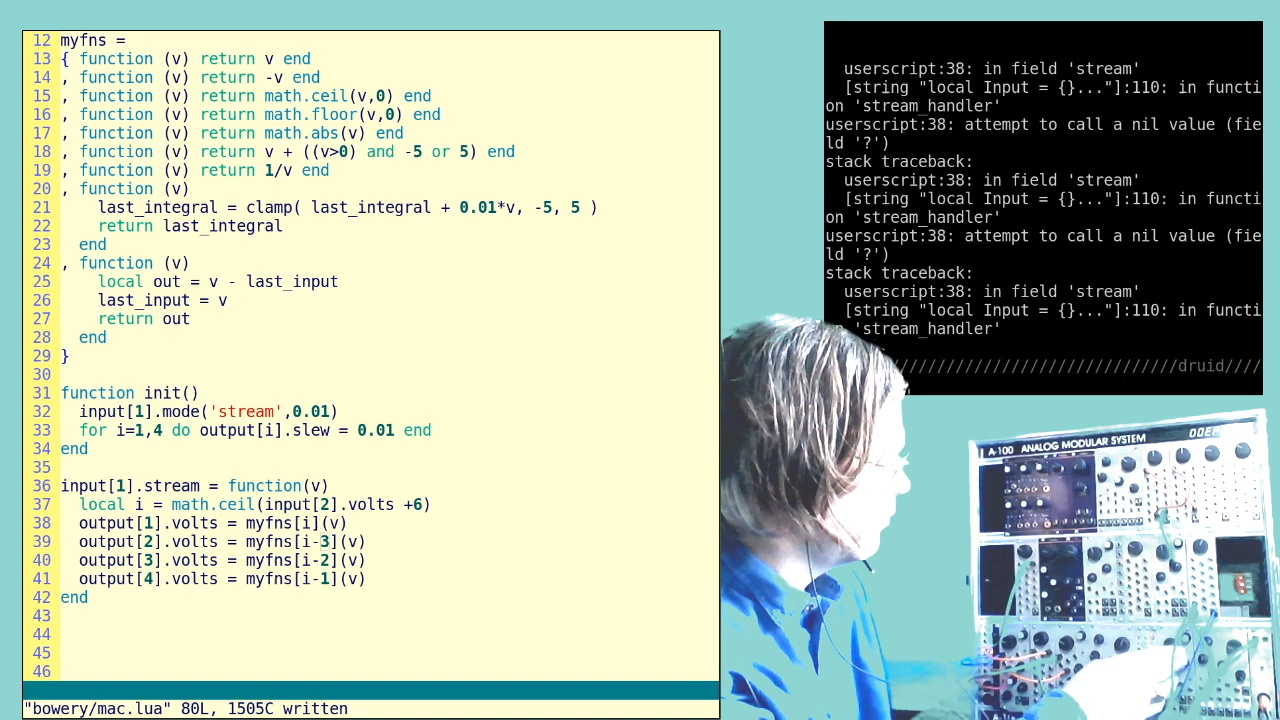 12 myfns =
13 { function (v) return v end
14 , function (v) return -v end
15 , function (v) return math.ceil(v,0) end
16 , function (v) return math.floor(v,0) end
17 , function (v) return math.abs(v) end
18 , function (v) return v + ((v>0) and -5 or 5) end
19 , function (v) return 1/v end
20 , function (v)
21     last_integral = clamp( last_integral + 0.01*v, -5, 5 )
22     return last_integral
23   end
24 , function (v)
25     local out = v - last_input
26     last_input = v
27     return out
28   end
29 }
30
31 function init()
32   input[1].mode('stream',0.01)
33   for i=1,4 do output[i].slew = 0.01 end
34 end
35
36 input[1].stream = function(v)
37   local i = math.ceil(input[2].volts +6)
38   output[1].volts = myfns[i](v)
39   output[2].volts = myfns[i-3](v)
40   output[3].volts = myfns[i-2](v)
41   output[4].volts = myfns[i-1](v)
42 end
43
44
45
46
"bowery/mac.lua" 80L, 1505C written
userscript:38: in field 'stream'
[string "local Input = {}..."]:110: in functi
on 'stream_handler'
userscript:38: attempt to call a nil value (fie
ld '?')
stack traceback:
userscript:38: in field 'stream'
[string "local Input = {}..."]:110: in functi
on 'stream_handler'
userscript:38: attempt to call a nil value (fie
ld '?')
stack traceback:
userscript:38: in field 'stream'
[string "local Input = {}..."]:110: in functi
'stream_handler'
/////////////////////////////////druid////
A-100 ANALOG MODULAR SYSTEM